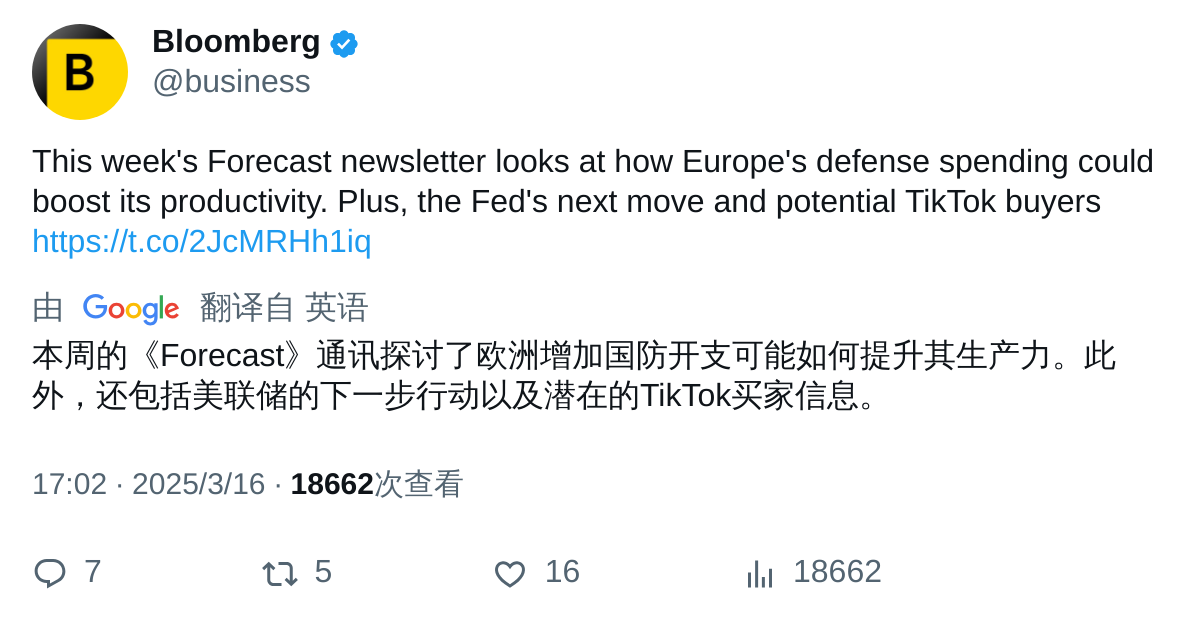 B
Bloomberg
@business
This week's Forecast newsletter looks at how Europe's defense spending could
boost its productivity. Plus, the Fed's next move and potential TikTok buyers
https://t.co/2JcMRHh1iq
由 Google 翻译自 英语
本周的《Forecast》通讯探讨了欧洲增加国防开支可能如何提升其生产力。此
外，还包括美联储的下一步行动以及潜在的TikTok买家信息。
17:02 · 2025/3/16 · 18662次查看
7 5 16 18662